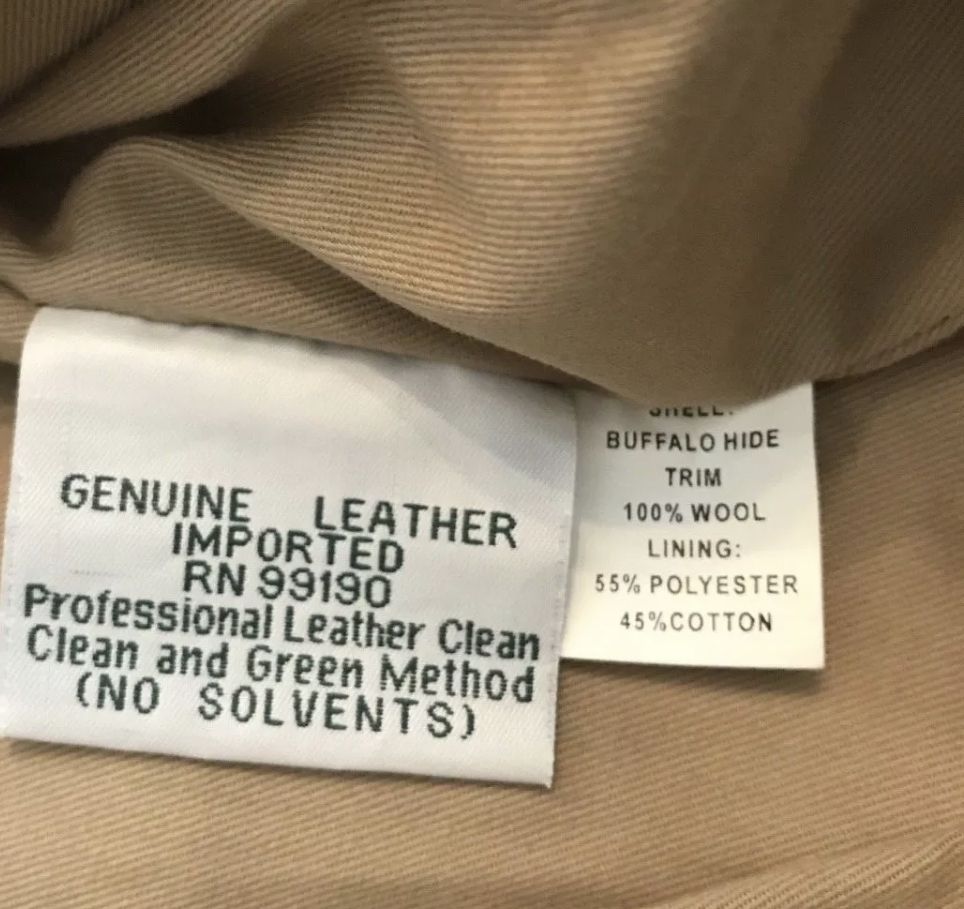 GENUINE LEATHER
IMPORTED
RN 99190
Professional Leather Clean
Clean and Green Method
(NO SOLVENTS)
SHELL:
BUFFALO HIDE
TRIM
100% WOOL
LINING:
55% POLYESTER
45%COTTON